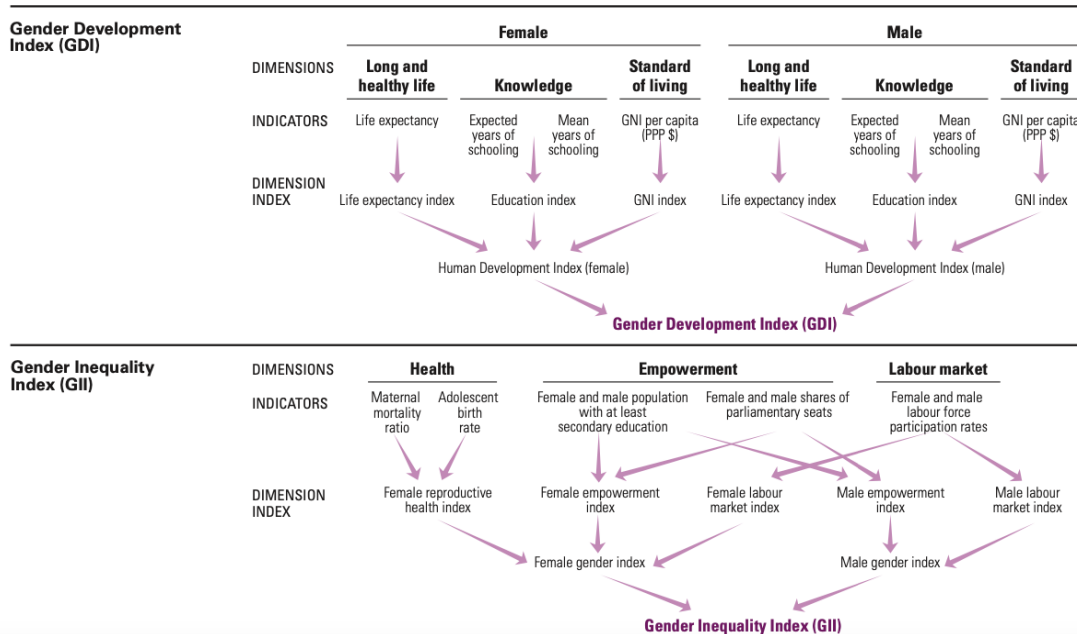 Gender Development
Index (GDI)
Female
Male
DIMENSIONS
Long and
healthy life
Knowledge
Standard
of living
Long and
healthy life
Knowledge
Standard
of living
INDICATORS
Life expectancy
Expected
years of
schooling
Mean
years of
schooling
GNI per capita
(PPP $)
Life expectancy
Expected
years of
schooling
Mean
years of
schooling
GNI per capita
(PPP $)
DIMENSION
INDEX
Life expectancy index
Education index
GNI index
Life expectancy index
Education index
GNI index
Human Development Index (female)
Human Development Index (male)
Gender Development Index (GDI)
Gender Inequality
Index (GII)
DIMENSIONS
Health
Empowerment
Labour market
INDICATORS
Maternal
mortality
ratio
Adolescent
birth
rate
Female and male population
with at least
secondary education
Female and male shares of
parliamentary seats
Female and male
labour force
participation rates
DIMENSION
INDEX
Female reproductive
health index
Female empowerment
index
Female labour
market index
Male empowerment
index
Male labour
market index
Female gender index
Male gender index
Gender Inequality Index (GII)